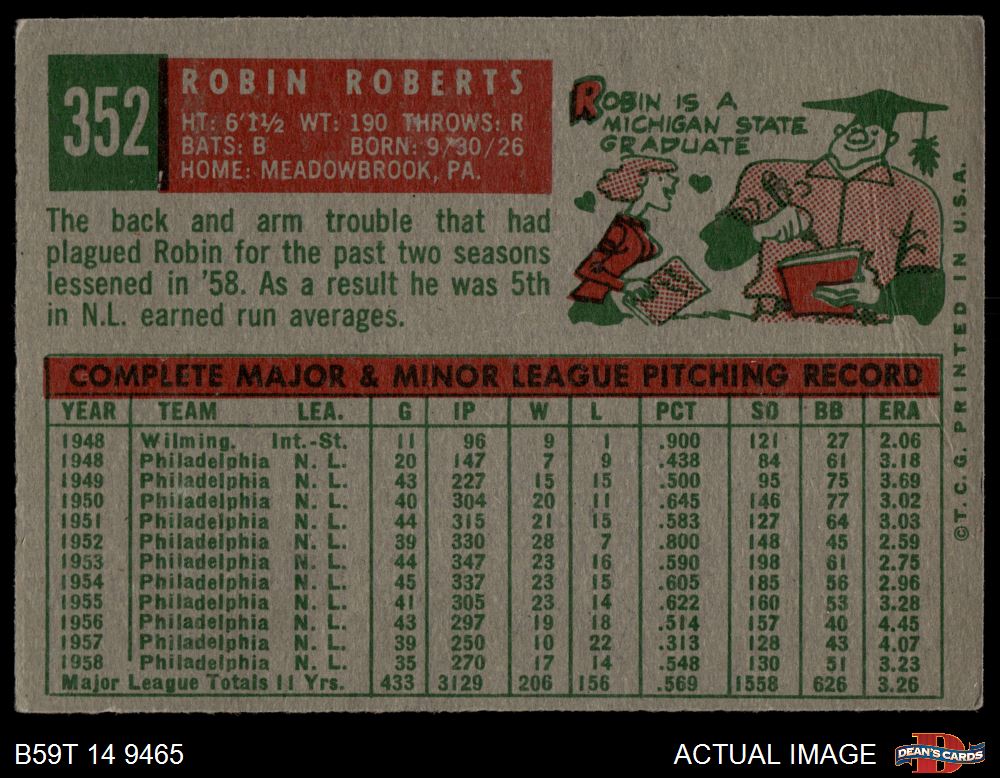 352
ROBIN ROBERTS
HT: 6'1½ WT: 190 THROWS: R
BATS: B BORN: 9/30/26
HOME: MEADOWBROOK, PA.
ROBIN IS A
MICHIGAN STATE
GRADUATE
The back and arm trouble that had
plagued Robin for the past two seasons
lessened in '58. As a result he was 5th
in N.L. earned run averages.
COMPLETE MAJOR & MINOR LEAGUE PITCHING RECORD
YEAR TEAM LEA. G IP W L PCT SO BB ERA
1948 Wilming. Int.-St. 11 96 9 1 .900 121 27 2.06
1948 Philadelphia N. L. 20 147 7 9 .438 84 61 3.18
1949 Philadelphia N. L. 43 227 15 15 .500 95 75 3.69
1950 Philadelphia N. L. 40 304 20 11 .645 146 77 3.02
1951 Philadelphia N. L. 44 315 21 15 .583 127 64 3.03
1952 Philadelphia N. L. 39 330 28 7 .800 148 45 2.59
1953 Philadelphia N. L. 44 347 23 16 .590 198 61 2.75
1954 Philadelphia N. L. 45 337 23 15 .605 185 56 2.96
1955 Philadelphia N. L. 41 305 23 14 .622 160 53 3.28
1956 Philadelphia N. L. 43 297 19 18 .514 157 40 4.45
1957 Philadelphia N. L. 39 250 10 22 .313 128 43 4.07
1958 Philadelphia N. L. 35 270 17 14 .548 130 51 3.23
Major League Totals 11 Yrs. 433 3129 206 156 .569 1558 626 3.26
©T.C.G. PRINTED IN U.S.A.
B59T 14 9465
ACTUAL IMAGE
DEAN'S CARDS